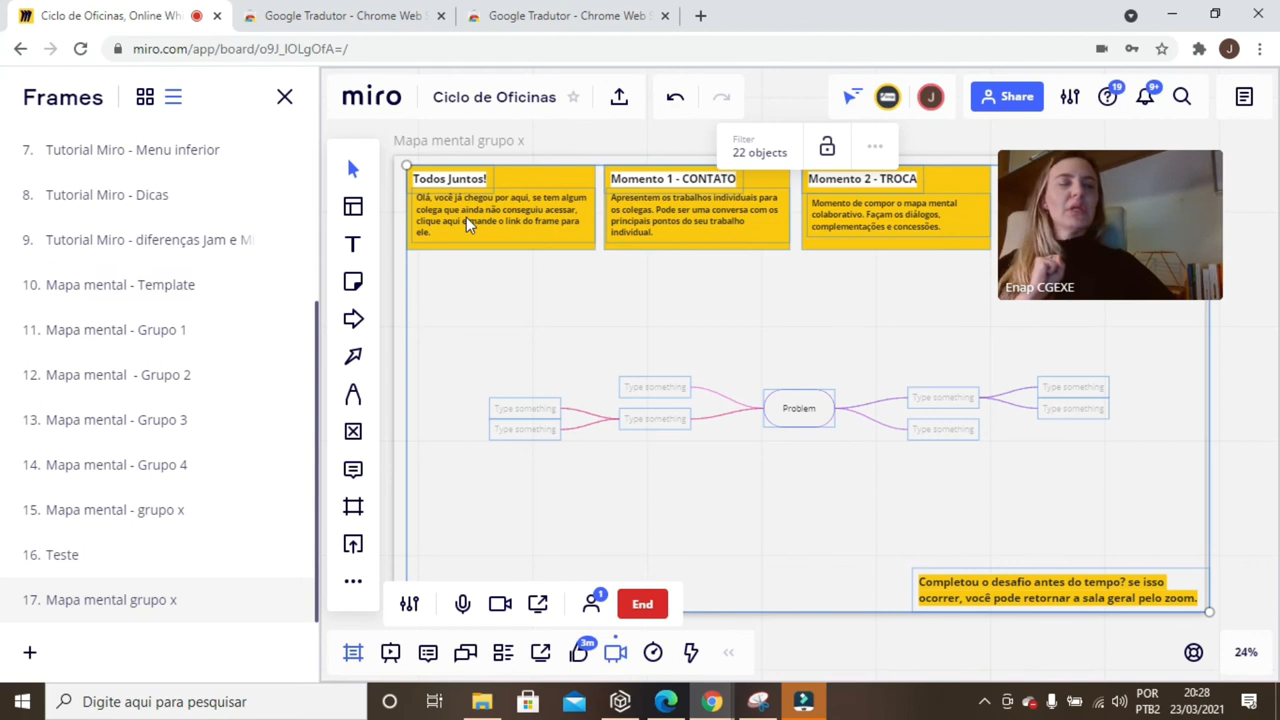 Ciclo de Oficinas, Online Wh
Google Tradutor - Chrome Web S
Google Tradutor - Chrome Web S
miro.com/app/board/o9J_lOLgOfA=/
J
Frames
7. Tutorial Miro - Menu inferior
8. Tutorial Miro - Dicas
9. Tutorial Miro - diferenças Jam e Mi
10. Mapa mental - Template
11. Mapa mental - Grupo 1
12. Mapa mental - Grupo 2
13. Mapa mental - Grupo 3
14. Mapa mental - Grupo 4
15. Mapa mental - grupo x
16. Teste
17. Mapa mental grupo x
miro
Ciclo de Oficinas
J
Share
19
9+
Mapa mental grupo x
Filter
22 objects
Todos Juntos!
Olá, você já chegou por aqui, se tem algum
colega que ainda não conseguiu acessar,
clique aqui e mande o link do frame para
ele.
Momento 1 - CONTATO
Apresentem os trabalhos individuais para
os colegas. Pode ser uma conversa com os
principais pontos do seu trabalho
individual.
Momento 2 - TROCA
Momento de compor o mapa mental
colaborativo. Façam os diálogos,
complementações e concessões.
Enap CGEXE
Type something
Type something
Type something
Type something
Problem
Type something
Type something
Type something
Type something
Completou o desafio antes do tempo? se isso
ocorrer, você pode retornar a sala geral pelo zoom.
1
End
3m
24%
Digite aqui para pesquisar
POR
PTB2
20:28
23/03/2021